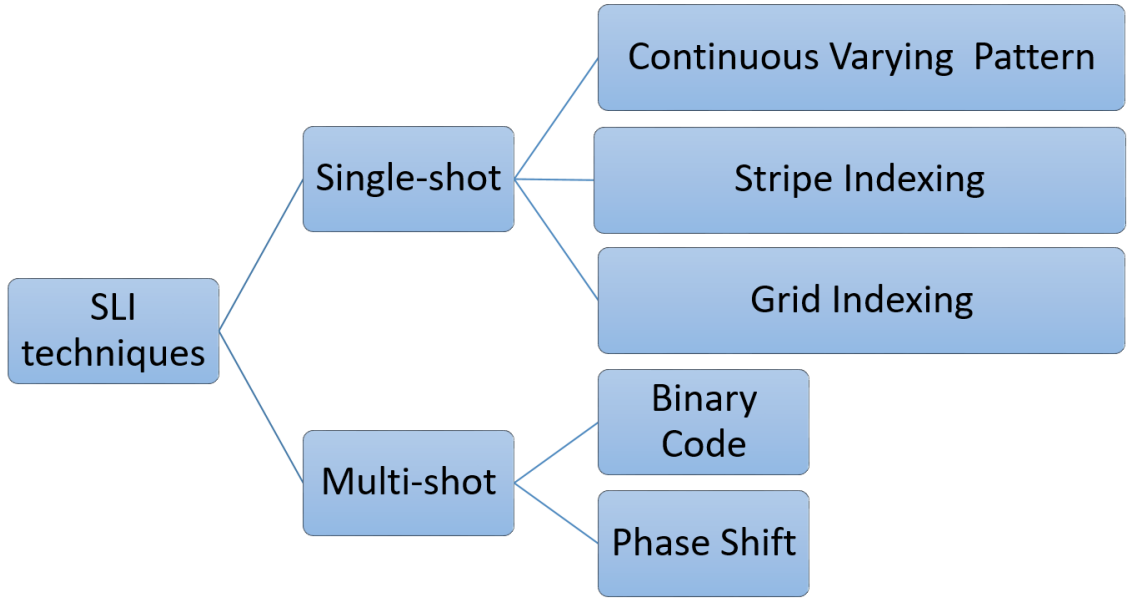 SLI
techniques
Single-shot
Continuous Varying  Pattern
Stripe Indexing
Grid Indexing
Multi-shot
Binary
Code
Phase Shift